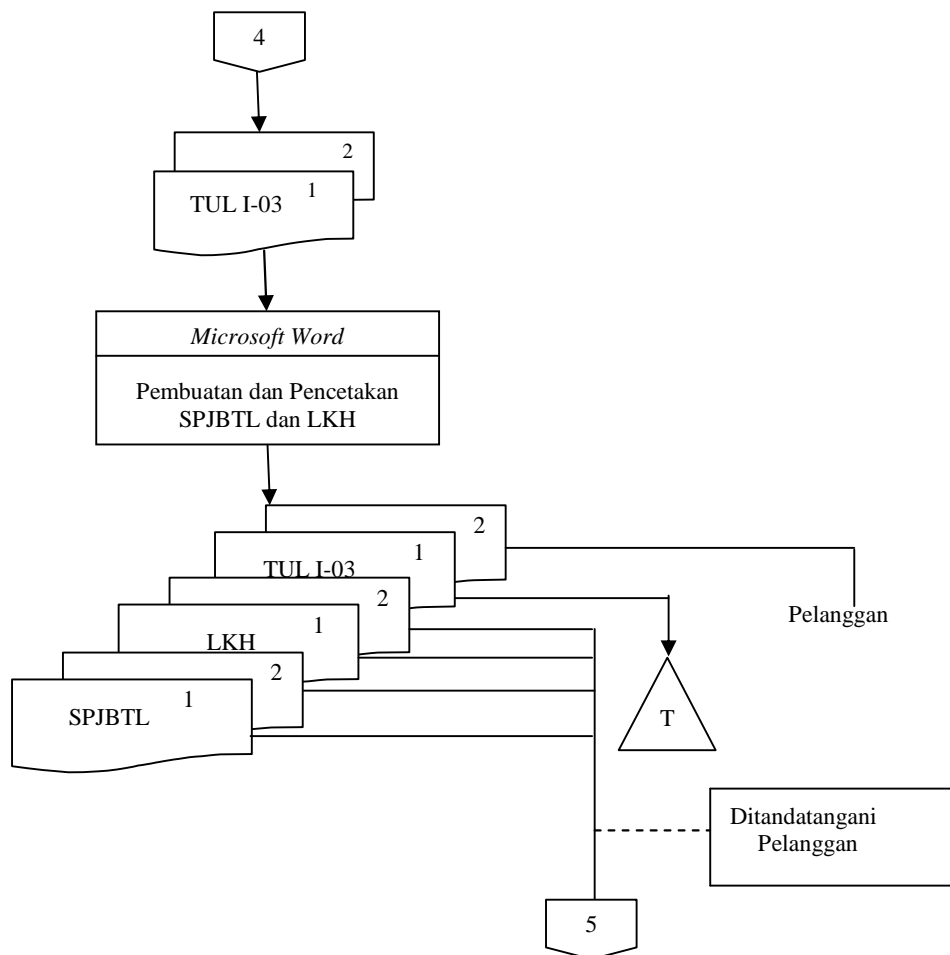 4
2
1
TUL I-03
Microsoft Word
Pembuatan dan Pencetakan
SPJBTL dan LKH
2
1
TUL I-03
2
1
LKH
2
1
SPJBTL
Pelanggan
T
Ditandatangani
Pelanggan
5